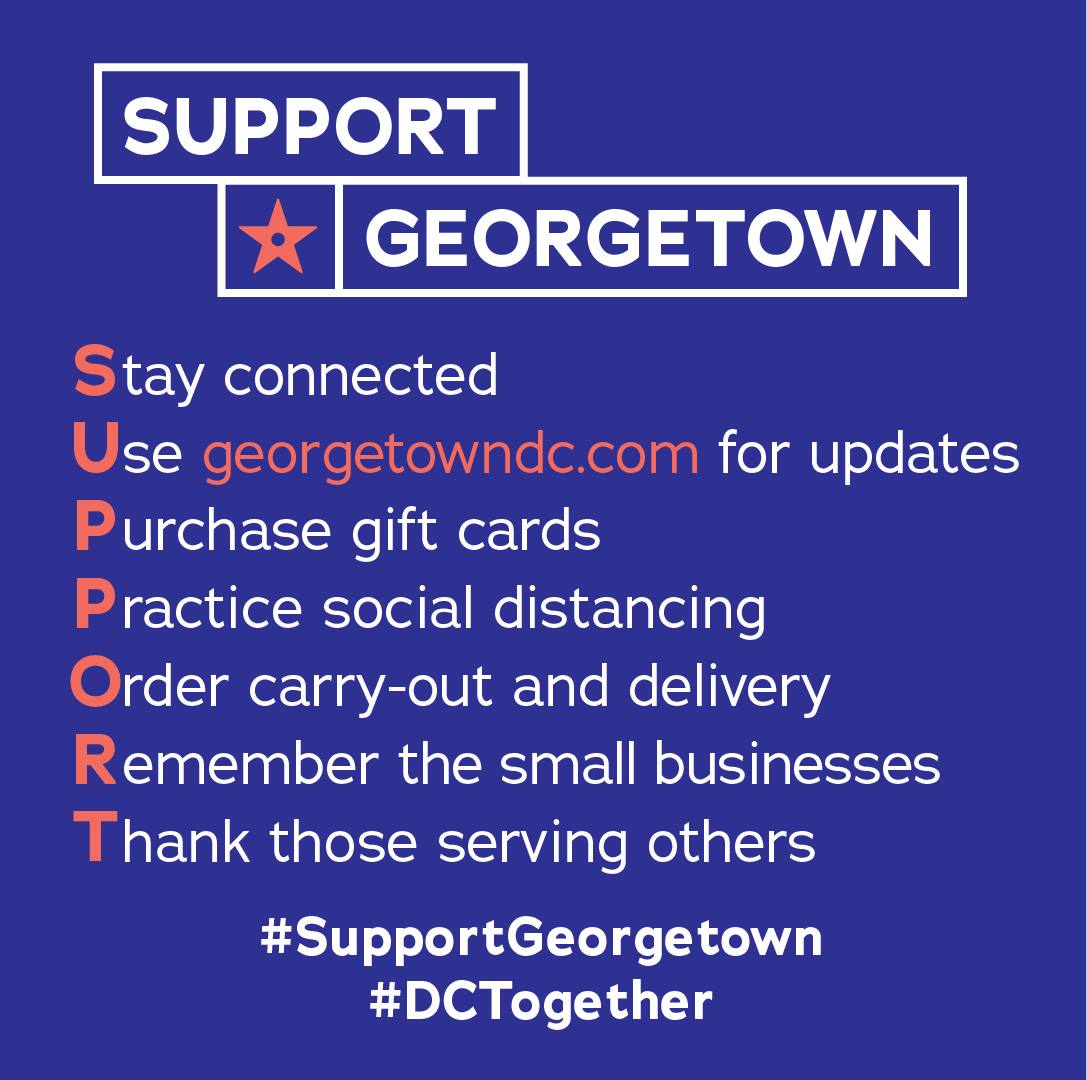 SUPPORT
GEORGETOWN
Stay connected
Use georgetowndc.com for updates
Purchase gift cards
Practice social distancing
Order carry-out and delivery
Remember the small businesses
Thank those serving others
#SupportGeorgetown
#DCTogether